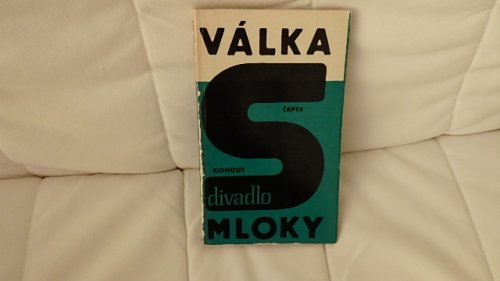 VÁLKA
S
ČAPEK
KOHOUT
divadlo
MLOKY